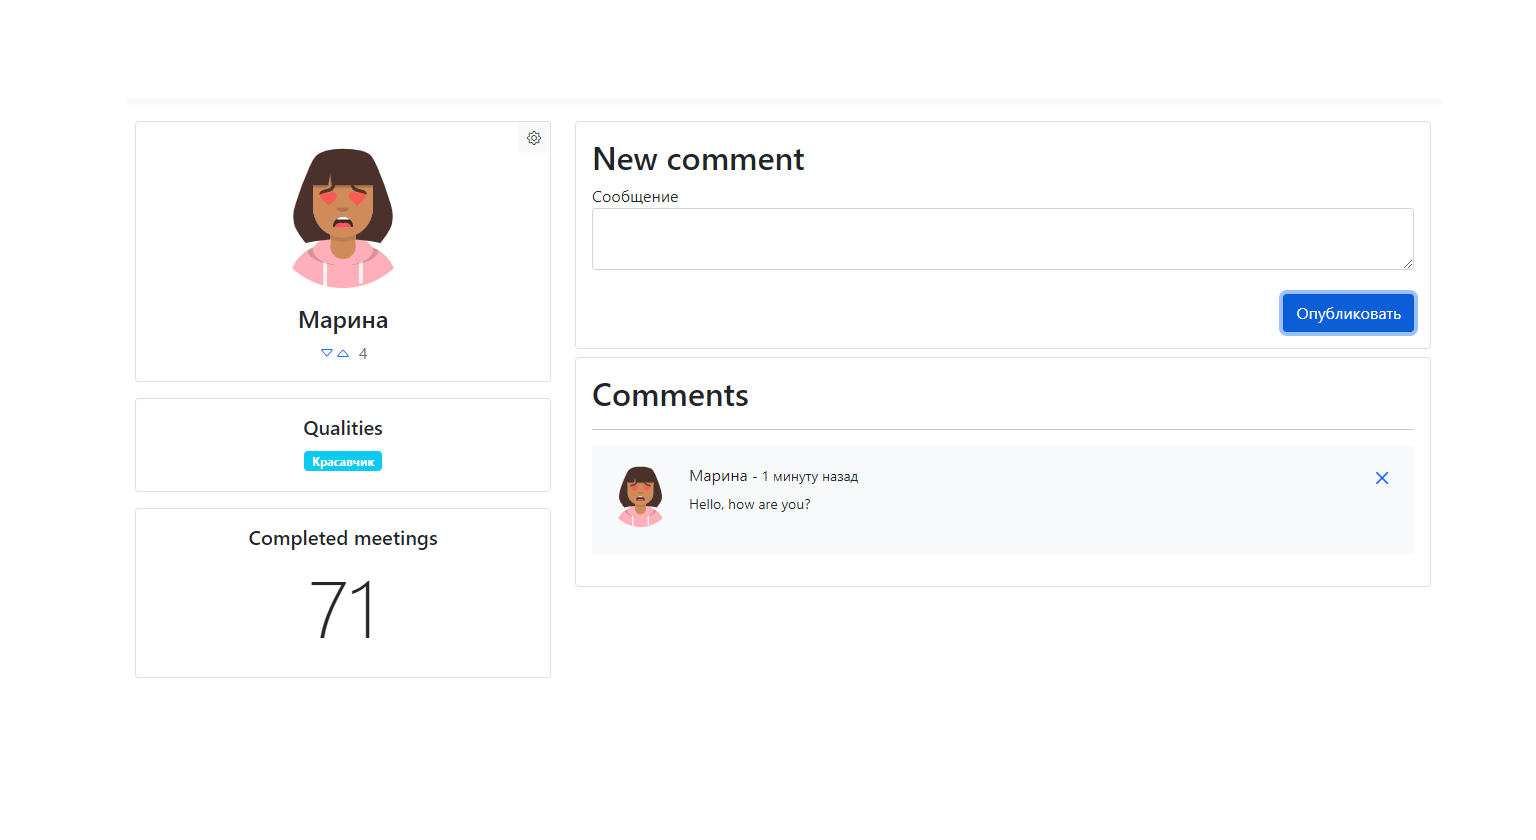 Марина
4
Qualities
Красавчик
Completed meetings
71
New comment
Сообщение
Опубликовать
Comments
Марина - 1 минуту назад
Hello, how are you?